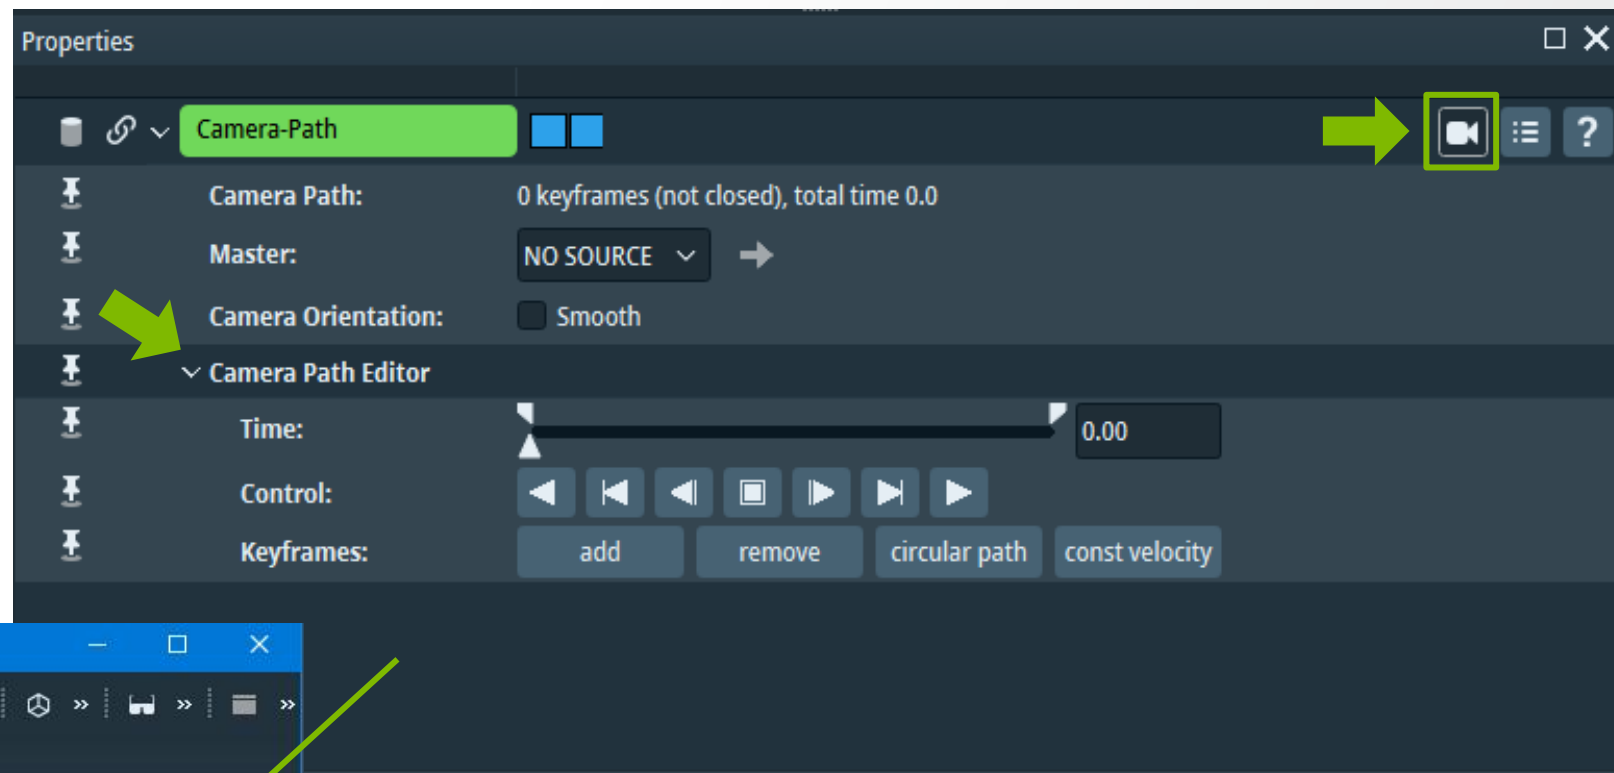 Properties
Camera-Path
?
Camera Path: 0 keyframes (not closed), total time 0.0
Master: NO SOURCE
Camera Orientation: Smooth
Camera Path Editor
Time: 0.00
Control:
Keyframes: add remove circular path const velocity
» » »